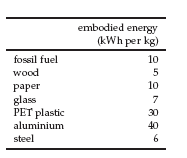 embodied energy
(kWh per kg)
fossil fuel 10
wood 5
paper 10
glass 7
PET plastic 30
aluminium 40
steel 6